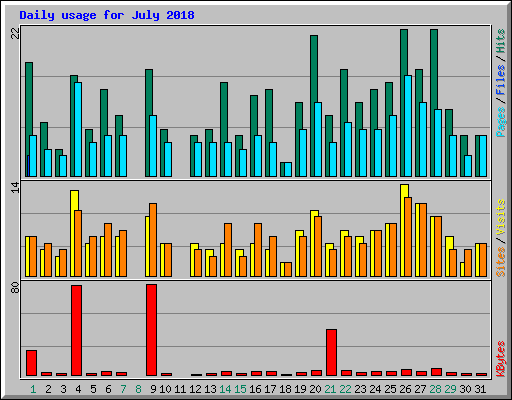 Daily usage for July 2018
22
Pages / Files / Hits
14
Sites / Visits
80
KBytes
1 2 3 4 5 6 7 8 9 10 11 12 13 14 15 16 17 18 19 20 21 22 23 24 25 26 27 28 29 30 31